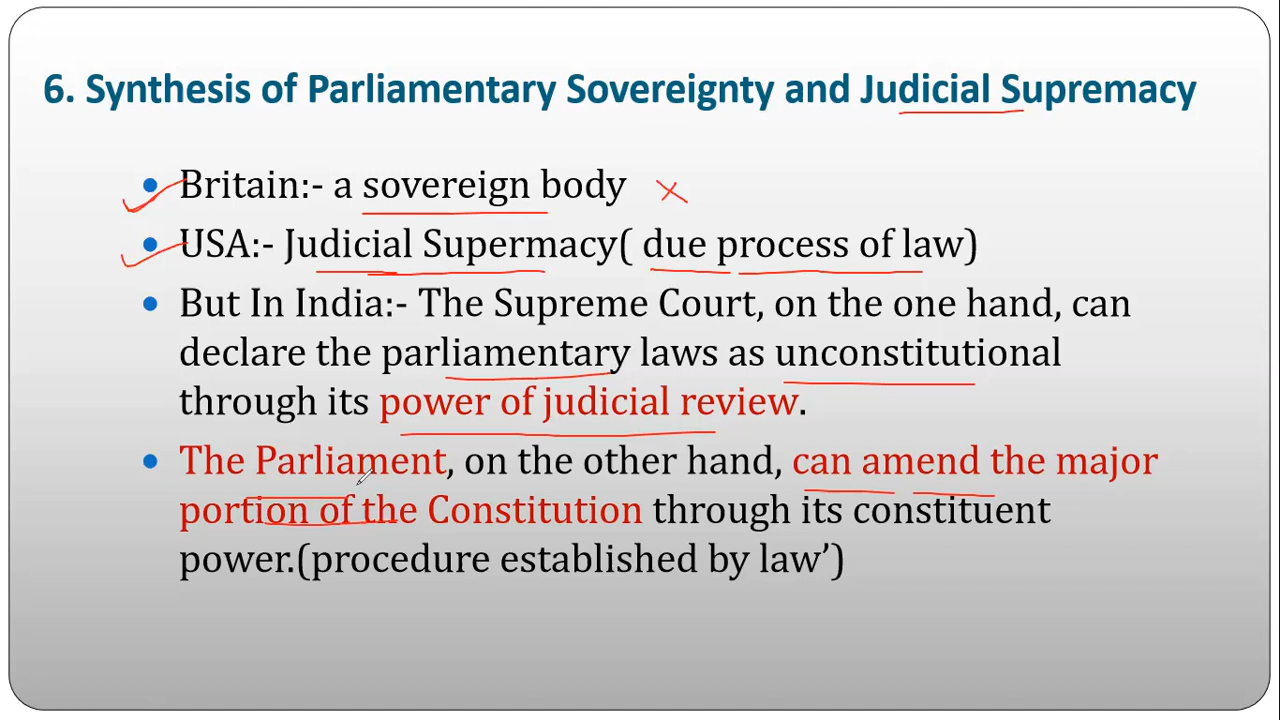 6. Synthesis of Parliamentary Sovereignty and Judicial Supremacy
• Britain:- a sovereign body
• USA:- Judicial Supermacy( due process of law)
• But In India:- The Supreme Court, on the one hand, can
declare the parliamentary laws as unconstitutional
through its power of judicial review.
• The Parliament, on the other hand, can amend the major
portion of the Constitution through its constituent
power.(procedure established by law’)